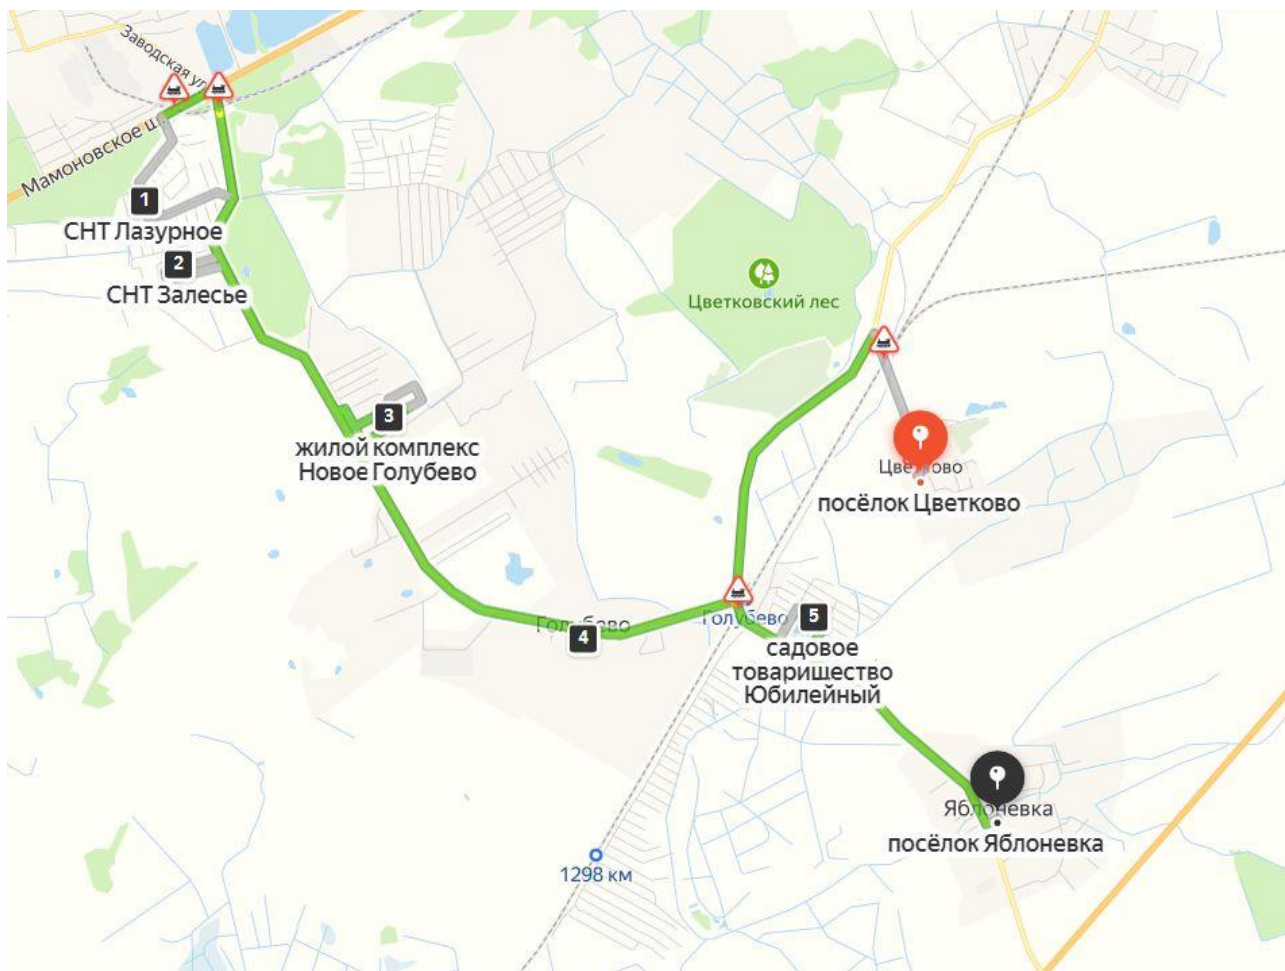 Заводская ул.
Мамоновское ш.
1
СНТ Лазурное
2
СНТ Залесье
Цветковский лес
3
жилой комплекс
Новое Голубево
Цветково
посёлок Цветково
Голубево
4
Голубево
5
садовое
товарищество
Юбилейный
Яблоневка
посёлок Яблоневка
1298 км